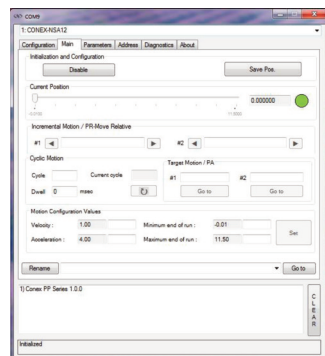 1: CONEX-NSA12
Configuration Main Parameters Address Diagnostics About
Initialization and Configuration
Disable Save Pos.
Current Position
0.000000
Incremental Motion / PR-Move Relative
#1 #2
Cyclic Motion
Target Motion / PA
Cycle Current cycle #1 #2
Dwell 0 msec Go to Go to
Motion Configuration Values
Velocity : 1.00 Minimum end of run : -0.01
Acceleration : 4.00 Maximum end of run : 11.50
Set
Rename Go to
1) Conex PP Series 1.0.0
CLEAR
Initialized